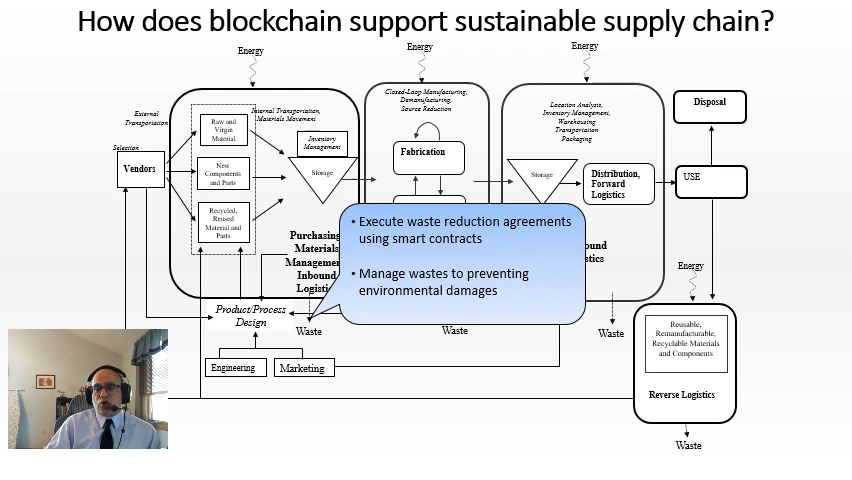 How does blockchain support sustainable supply chain?
Energy
Energy
Energy
External
Transportation
Selection
Vendors
Raw and
Virgin
Material
New
Components
and Parts
Recycled,
Reused
Material and
Parts
Internal Transportation,
Materials Movement
Inventory
Management
Storage
Purchasing
Materials
Management
Inbound
Closed-Loop Manufacturing,
Demanufacturing,
Source Reduction
Fabrication
Location Analysis,
Inventory Management,
Warehousing
Transportation
Packaging
Storage
Distribution,
Forward
Logistics
Disposal
USE
• Execute waste reduction agreements
using smart contracts
• Manage wastes to preventing
environmental damages
Product/Process
Design
Waste
Waste
Waste
Engineering
Marketing
Energy
Reusable,
Remanufacturable,
Recyclable Materials
and Components
Reverse Logistics
Waste